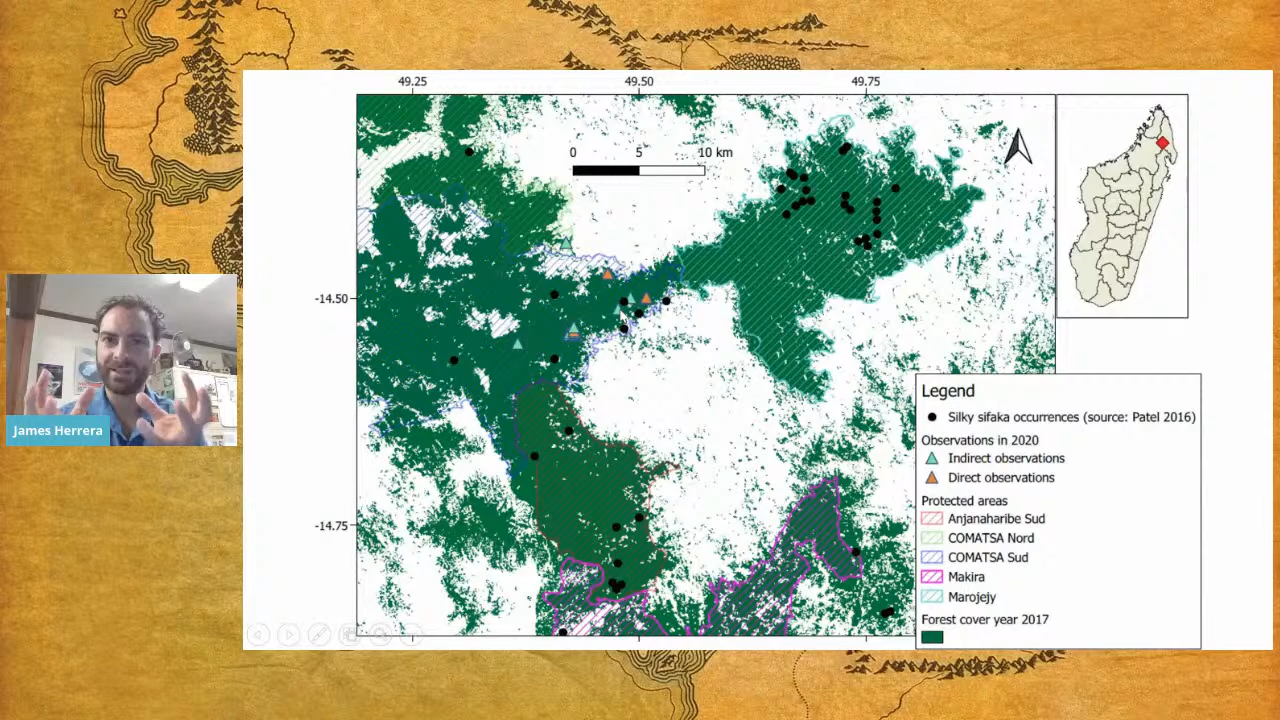 49.25 49.50 49.75
0 5 10 km
-14.50
-14.75
James Herrera
Legend
Silky sifaka occurrences (source: Patel 2016)
Observations in 2020
Indirect observations
Direct observations
Protected areas
Anjanaharibe Sud
COMATSA Nord
COMATSA Sud
Makira
Marojejy
Forest cover year 2017